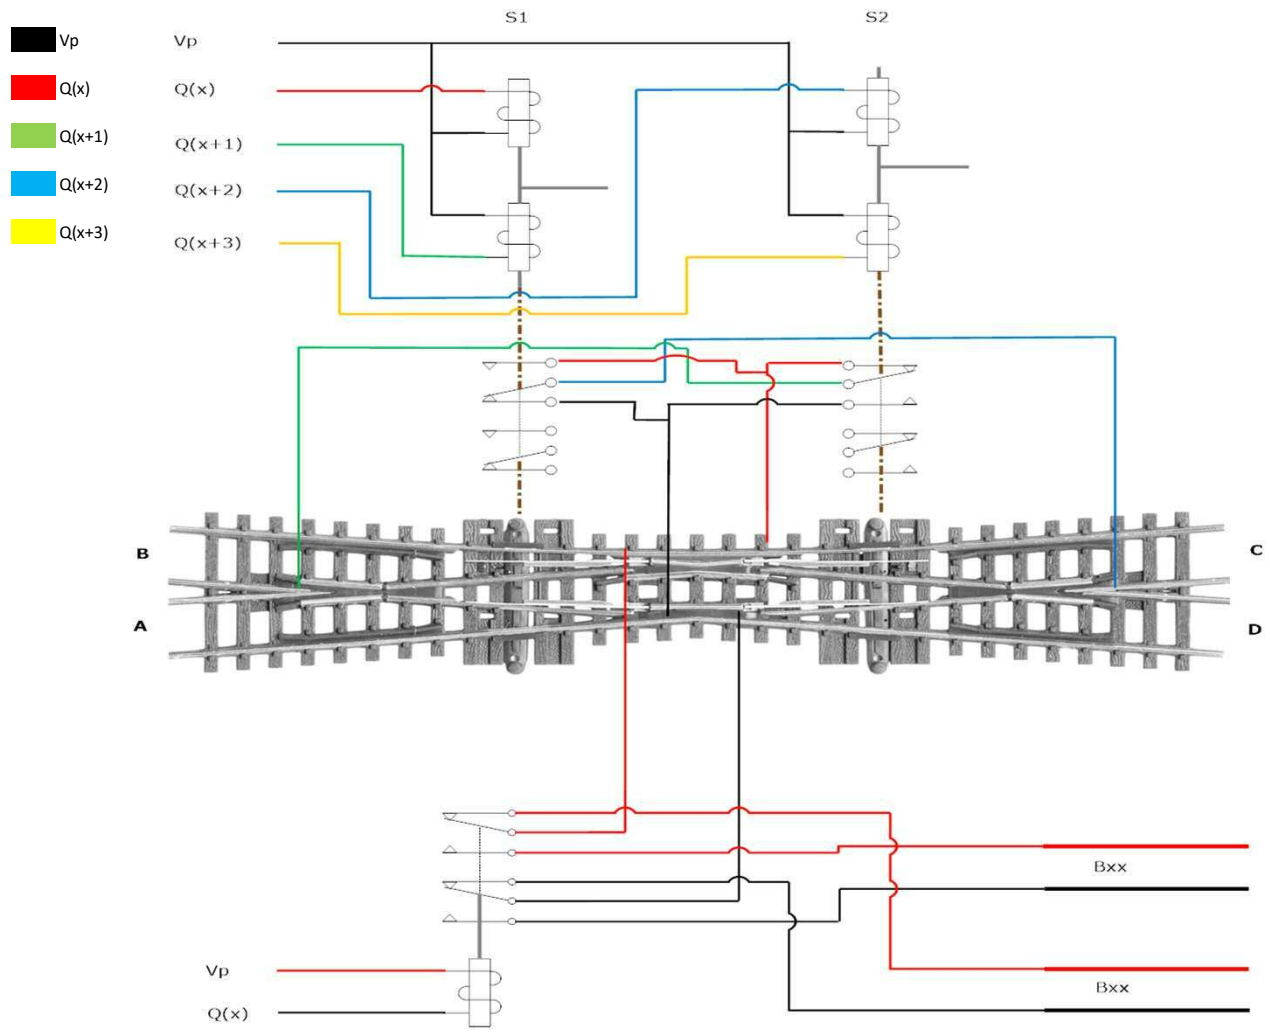 S1 S2
Vp Vp
Q(x) Q(x)
Q(x+1) Q(x+1)
Q(x+2) Q(x+2)
Q(x+3) Q(x+3)
B C
A D
Bxx
Vp Bxx
Q(x)